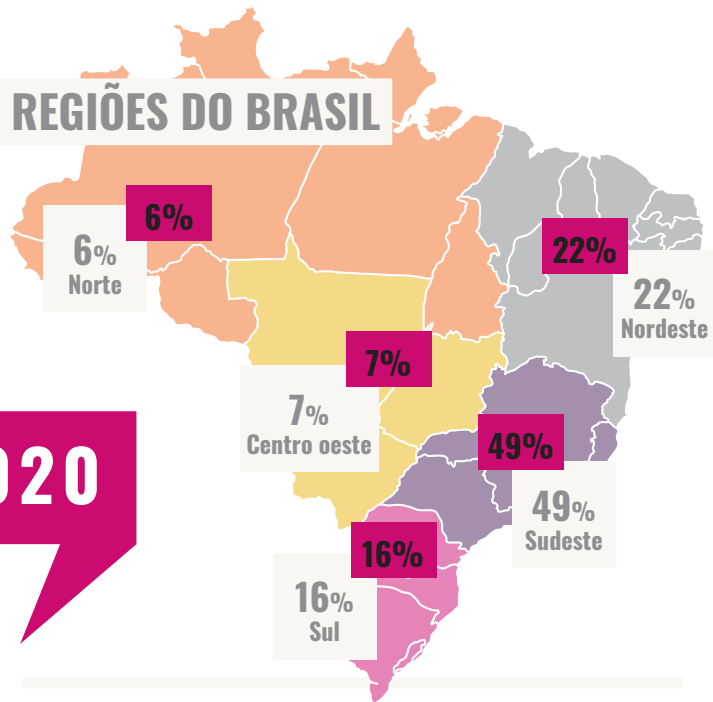 REGIÕES DO BRASIL
6%
6%
Norte
22%
22%
Nordeste
7%
7%
Centro oeste
49%
49%
Sudeste
16%
16%
Sul